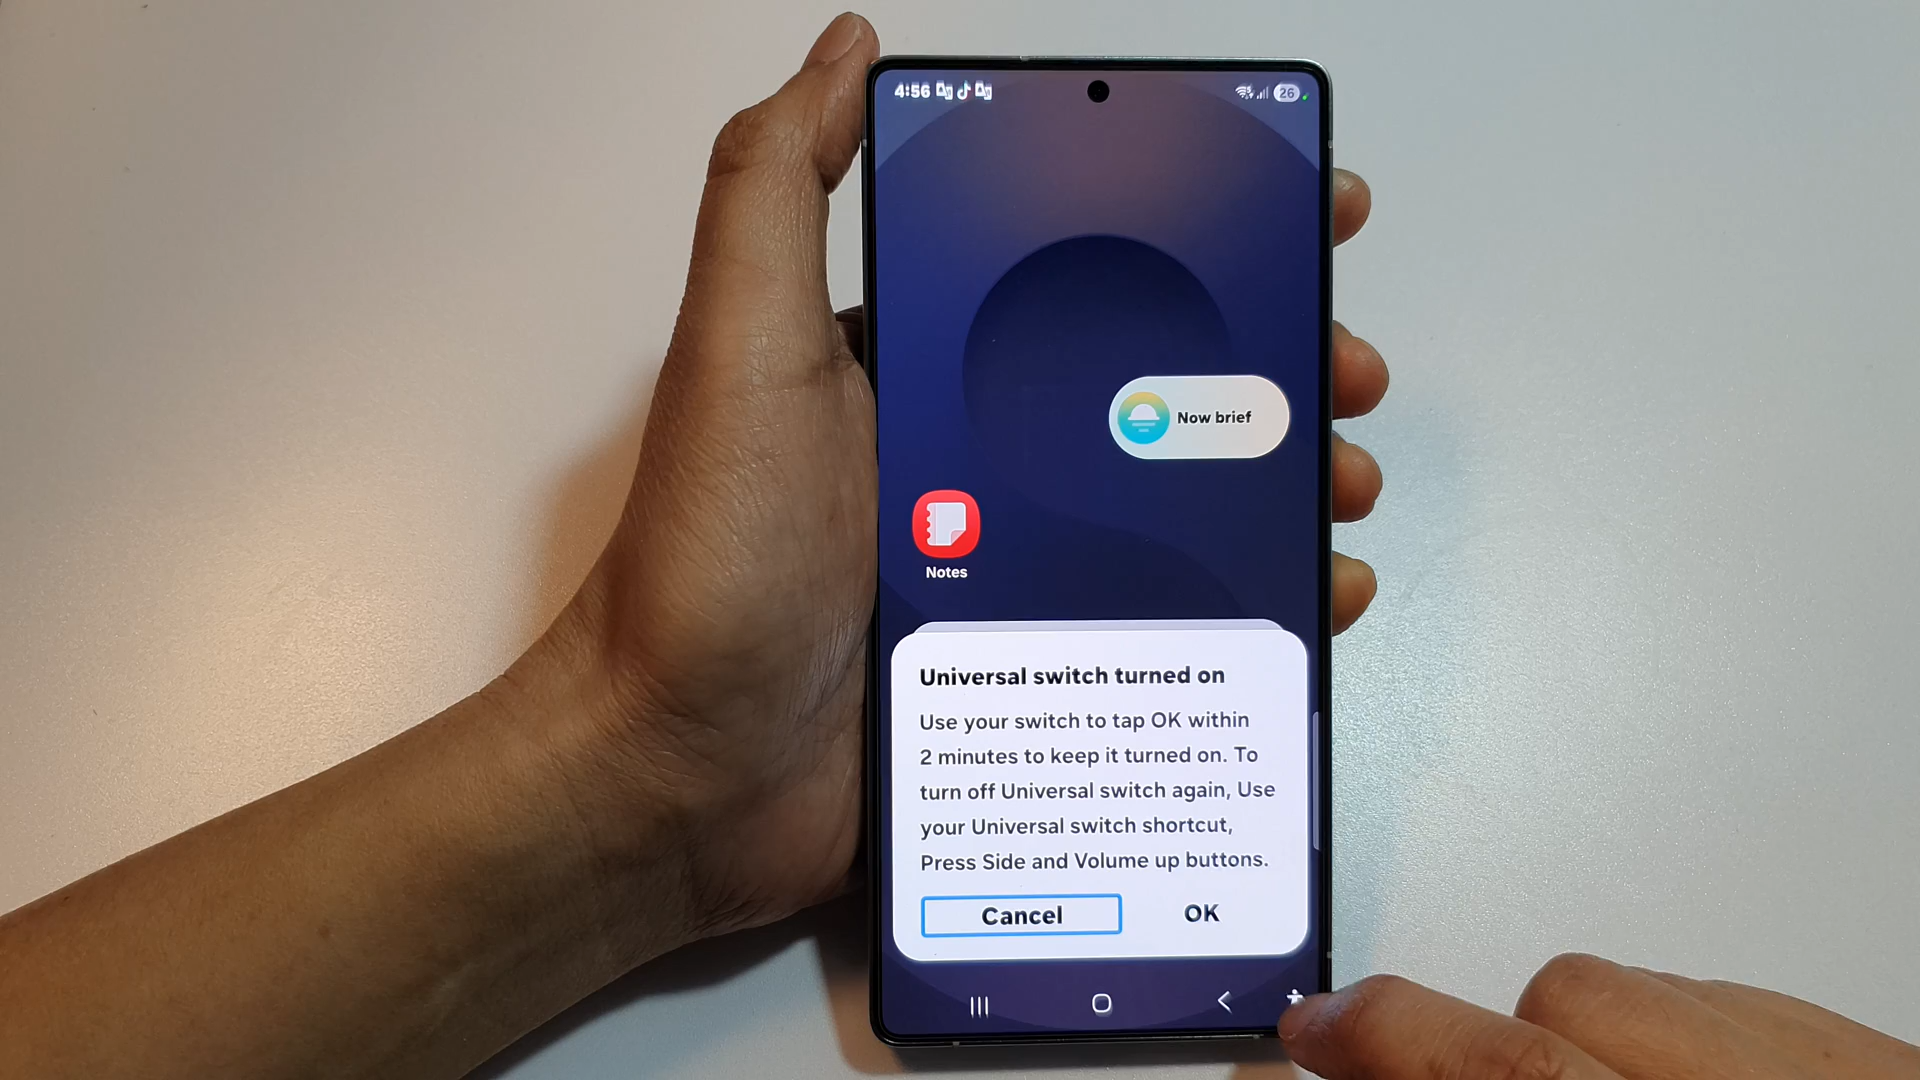 4:56
26
Now brief
Notes
Universal switch turned on
Use your switch to tap OK within
2 minutes to keep it turned on. To
turn off Universal switch again, Use
your Universal switch shortcut,
Press Side and Volume up buttons.
Cancel OK